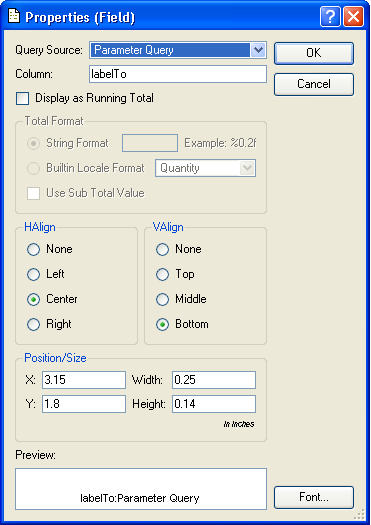 Properties (Field)
Query Source: Parameter Query
OK
Column: labelTo
Cancel
Display as Running Total
Total Format
String Format Example: %0.2f
Builtin Locale Format Quantity
Use Sub Total Value
HAlign
None
Left
Center
Right
VAlign
None
Top
Middle
Bottom
Position/Size
X: 3.15 Width: 0.25
Y: 1.8 Height: 0.14
in inches
Preview:
labelTo:Parameter Query
Font...